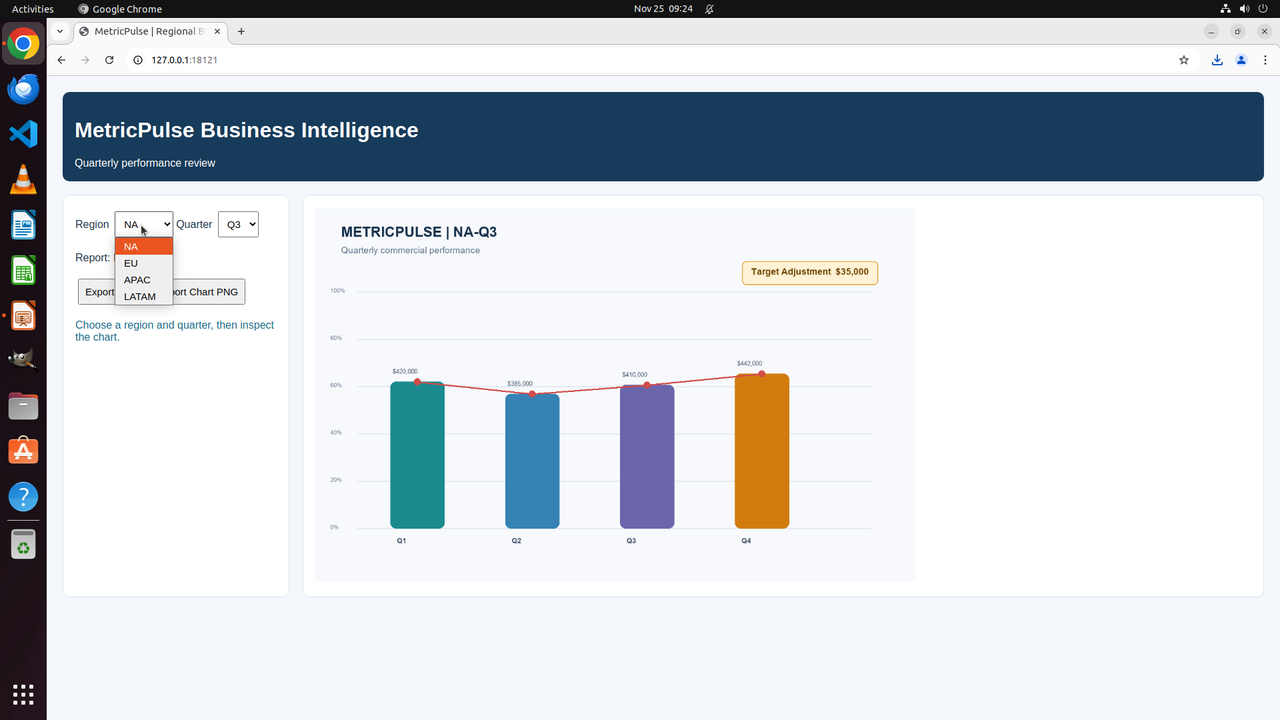 Activities
Google Chrome
Nov 25 09:24
MetricPulse | Regional B
127.0.0.1:18121
MetricPulse Business Intelligence
Quarterly performance review
Region NA Quarter Q3
NA
EU
APAC
LATAM
Report:
Export
ort Chart PNG
Choose a region and quarter, then inspect
the chart.
METRICPULSE | NA-Q3
Quarterly commercial performance
Target Adjustment $35,000
100%
80%
60%
40%
20%
0%
$420,000
$385,000
$410,000
$442,000
Q1
Q2
Q3
Q4